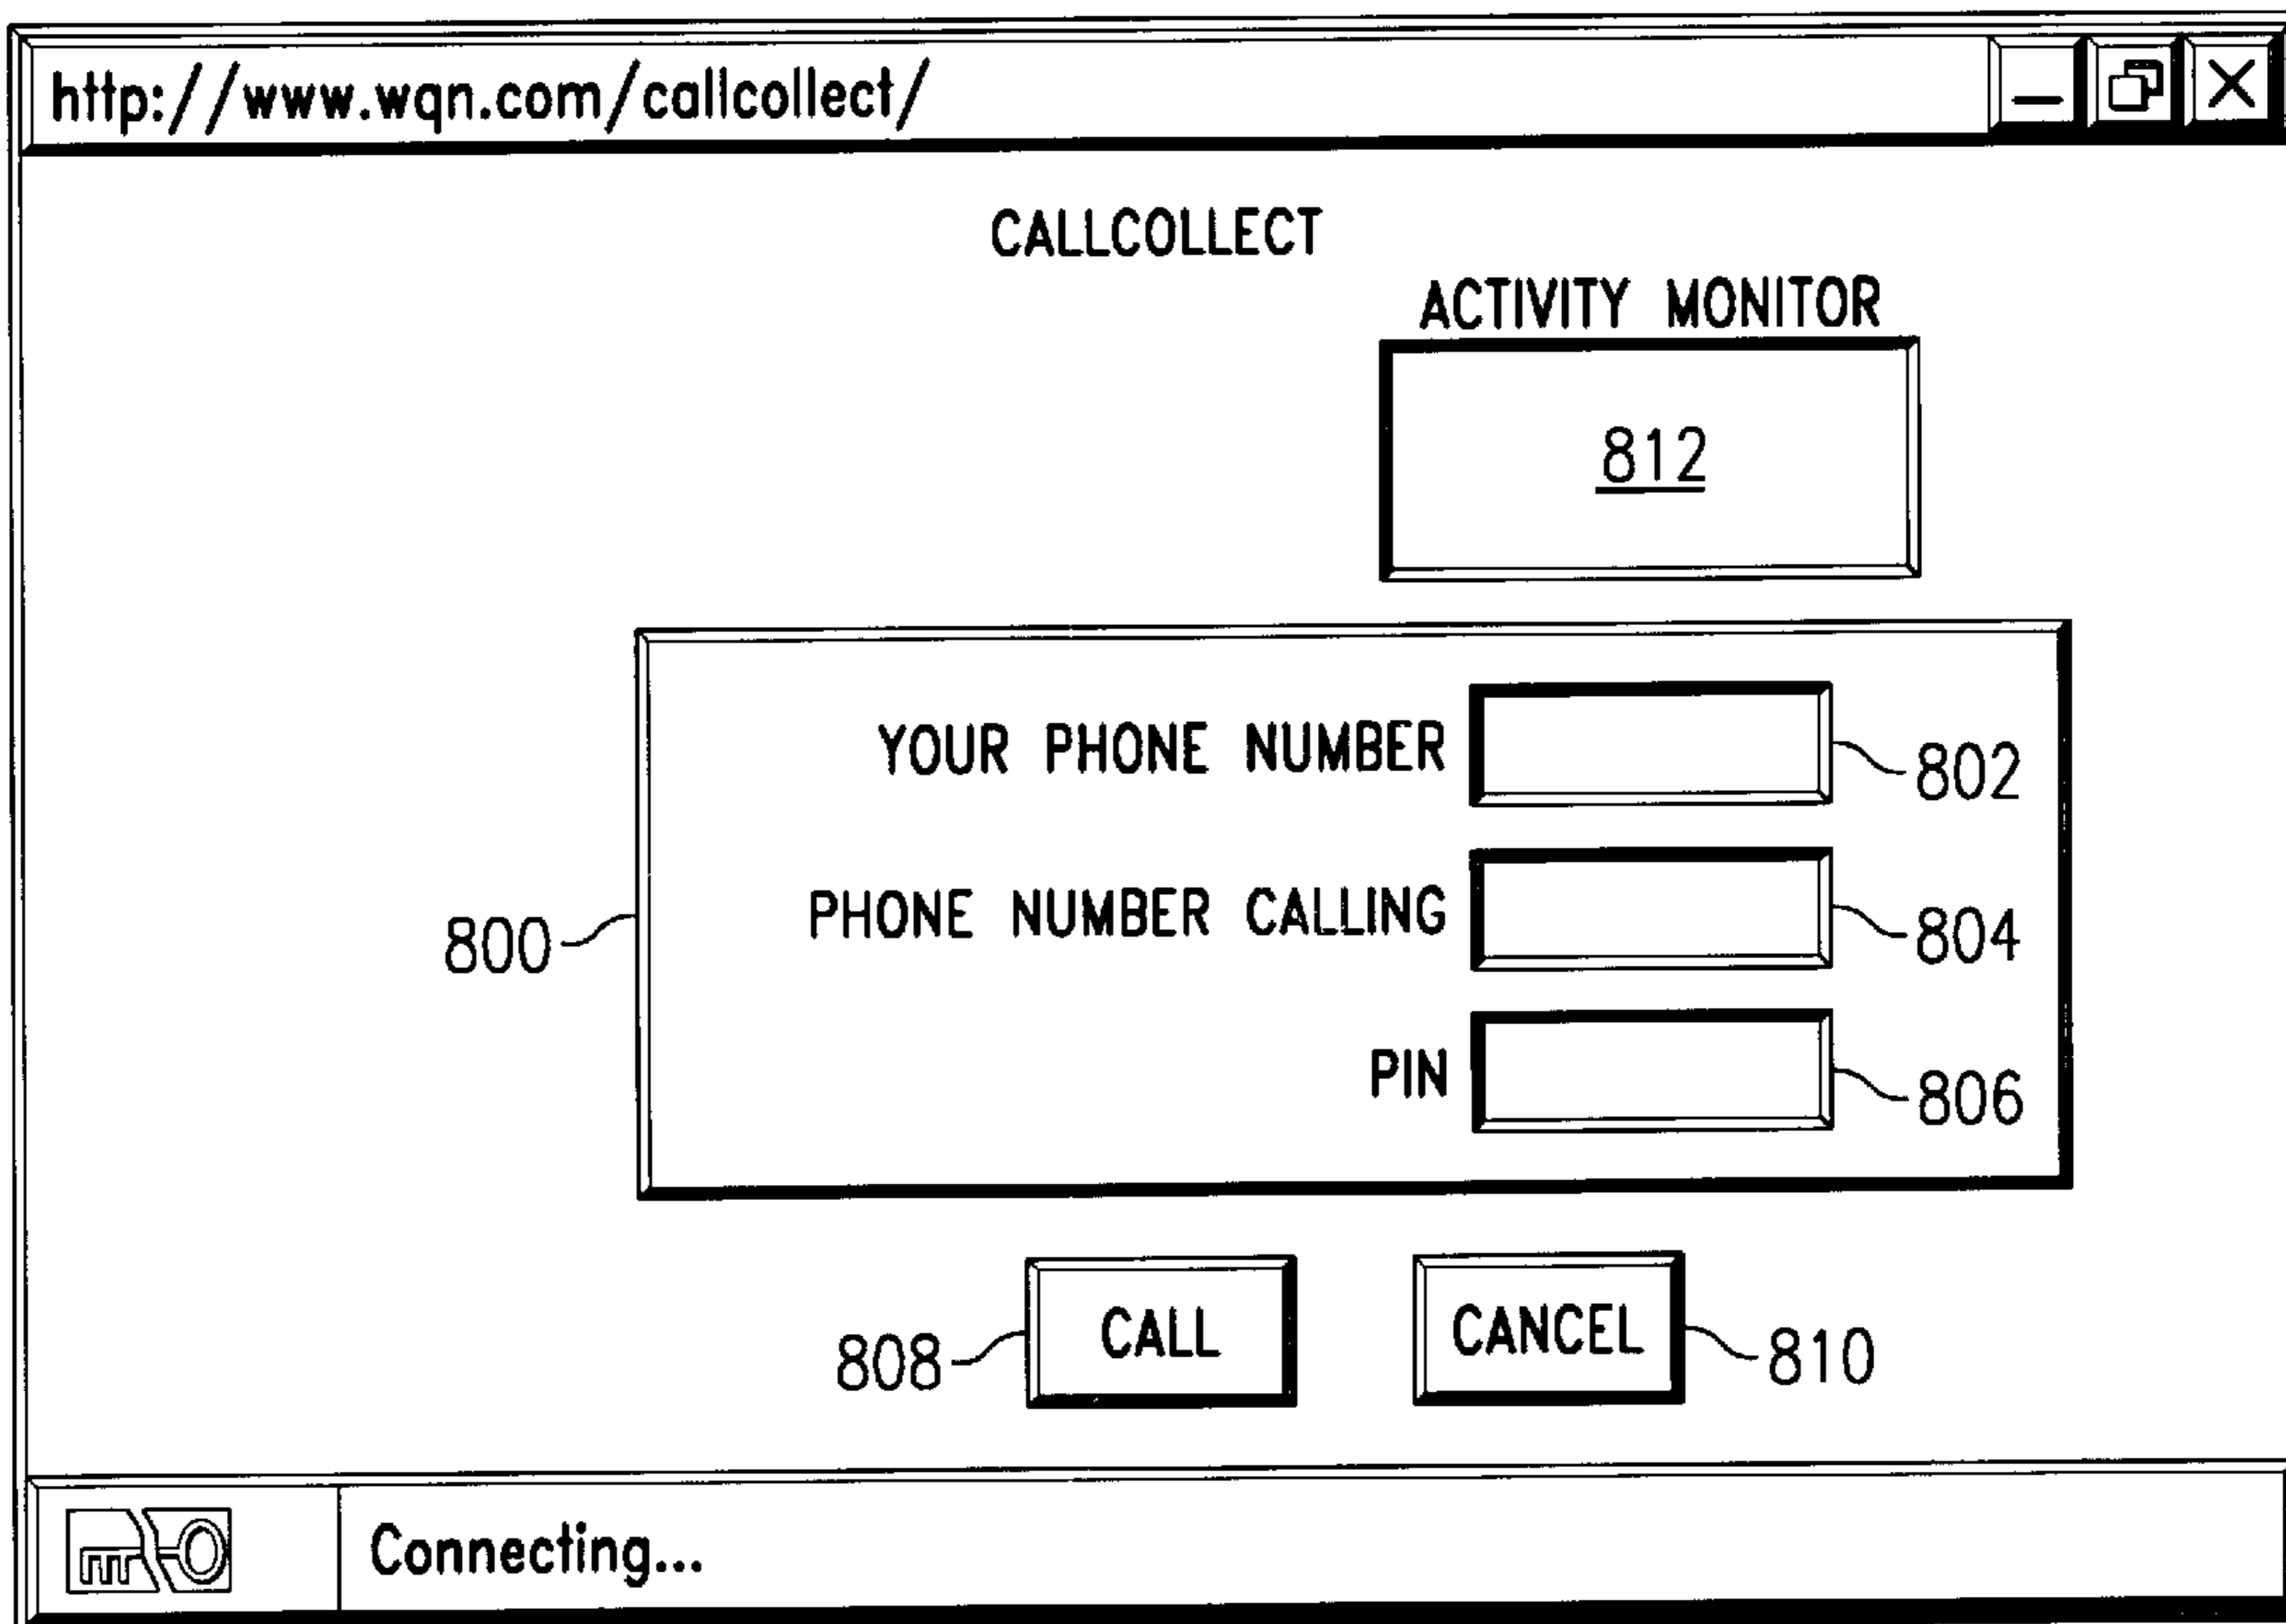 http://www.wqn.com/callcollect/
CALLCOLLECT
ACTIVITY MONITOR
812
YOUR PHONE NUMBER
802
PHONE NUMBER CALLING
804
800
PIN
806
808
CALL
CANCEL
810
Connecting...